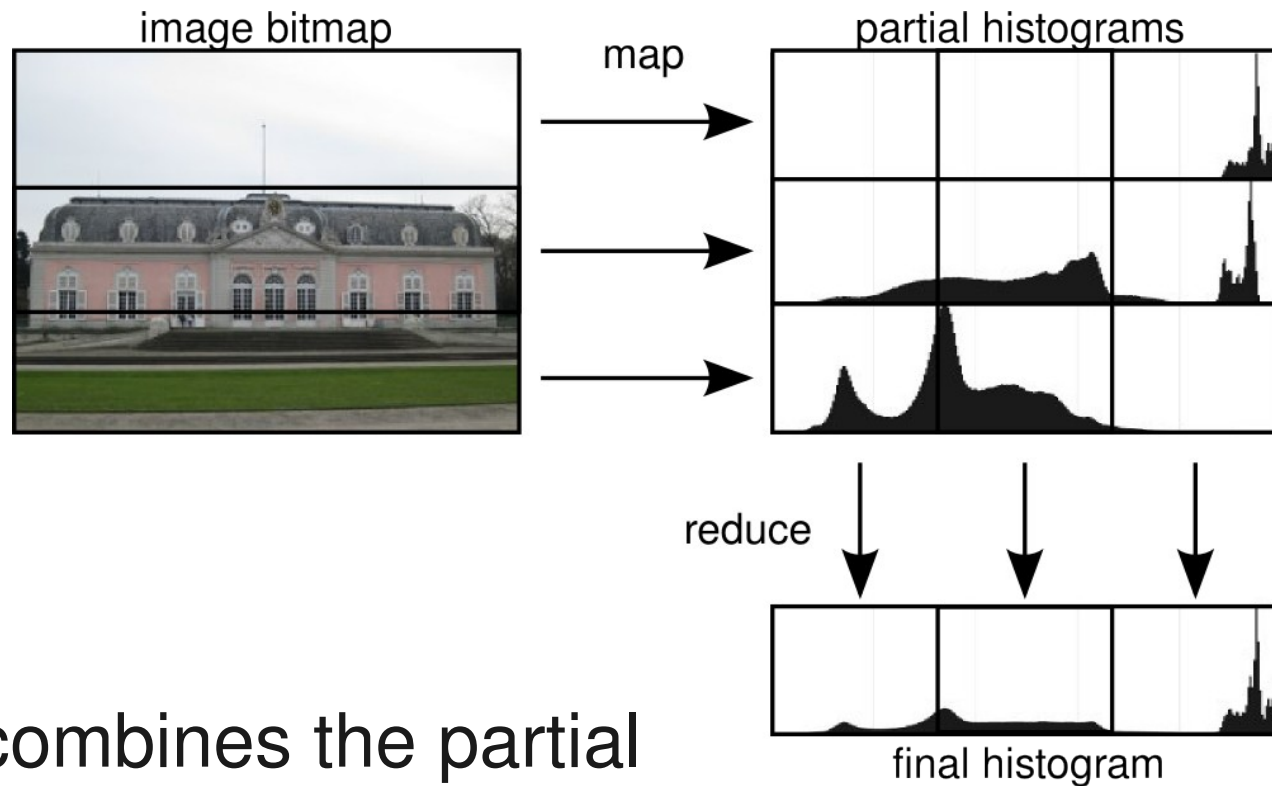 image bitmap
map
partial histograms
reduce
combines the partial
final histogram